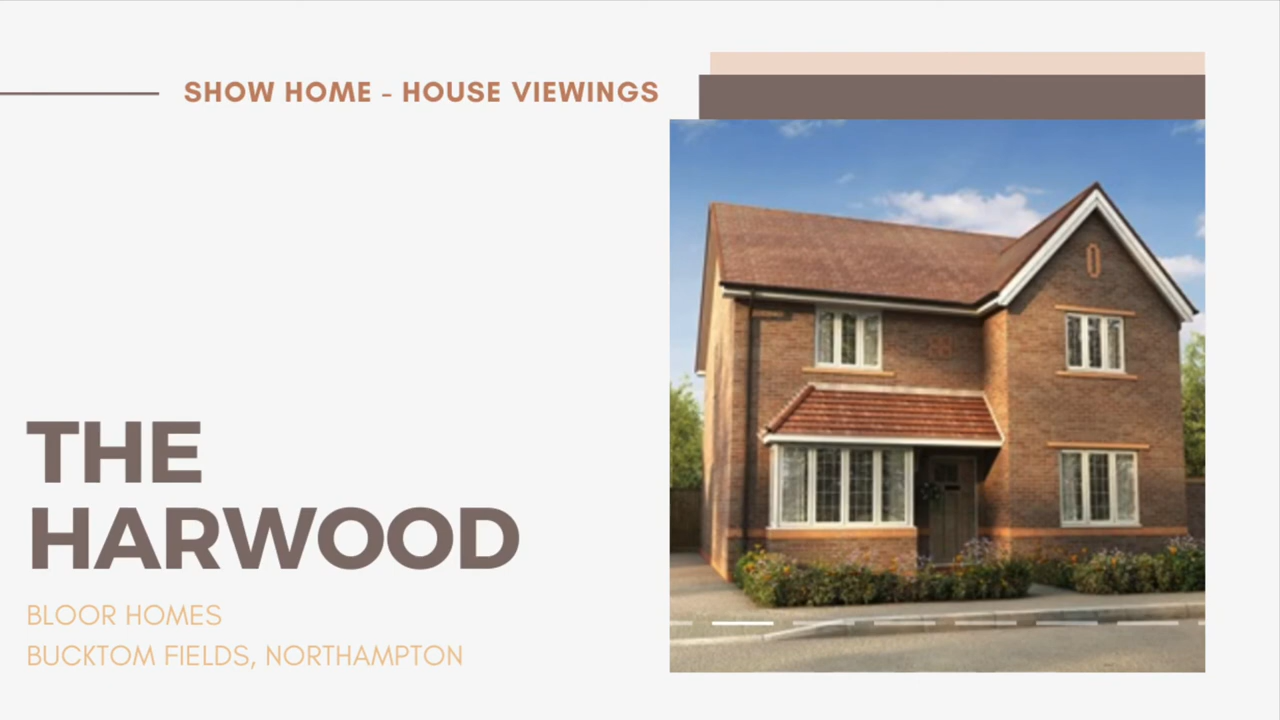 SHOW HOME - HOUSE VIEWINGS
THE
HARWOOD
BLOOR HOMES
BUCKTOM FIELDS, NORTHAMPTON